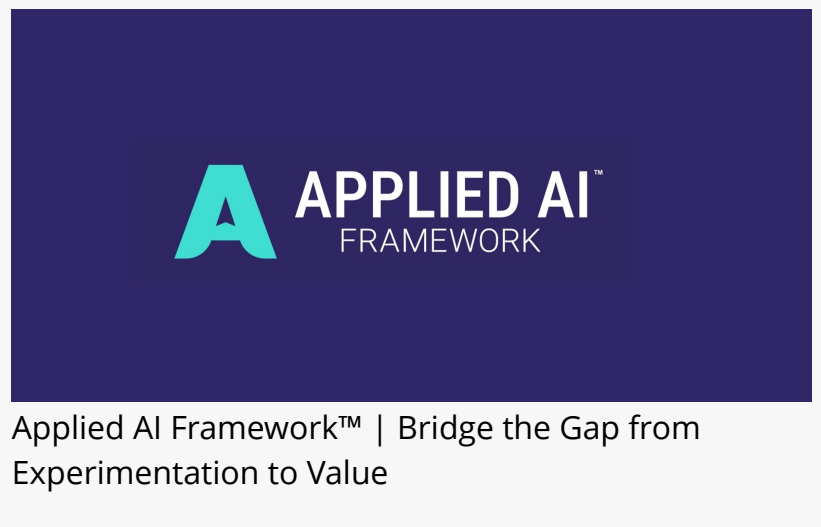 APPLIED AI™
FRAMEWORK
Applied AI Framework™ | Bridge the Gap from
Experimentation to Value